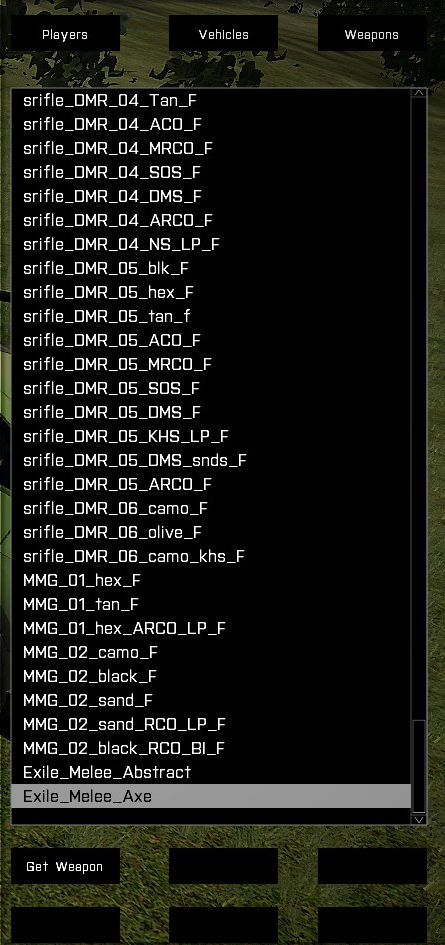 Players Vehicles Weapons
srifle_DMR_04_Tan_F
srifle_DMR_04_ACO_F
srifle_DMR_04_MRCO_F
srifle_DMR_04_SOS_F
srifle_DMR_04_DMS_F
srifle_DMR_04_ARCO_F
srifle_DMR_04_NS_LP_F
srifle_DMR_05_blk_F
srifle_DMR_05_hex_F
srifle_DMR_05_tan_f
srifle_DMR_05_ACO_F
srifle_DMR_05_MRCO_F
srifle_DMR_05_SOS_F
srifle_DMR_05_DMS_F
srifle_DMR_05_KHS_LP_F
srifle_DMR_05_DMS_snds_F
srifle_DMR_05_ARCO_F
srifle_DMR_06_camo_F
srifle_DMR_06_olive_F
srifle_DMR_06_camo_khs_F
MMG_01_hex_F
MMG_01_tan_F
MMG_01_hex_ARCO_LP_F
MMG_02_camo_F
MMG_02_black_F
MMG_02_sand_F
MMG_02_sand_RCO_LP_F
MMG_02_black_RCO_BI_F
Exile_Melee_Abstract
Exile_Melee_Axe
Get Weapon